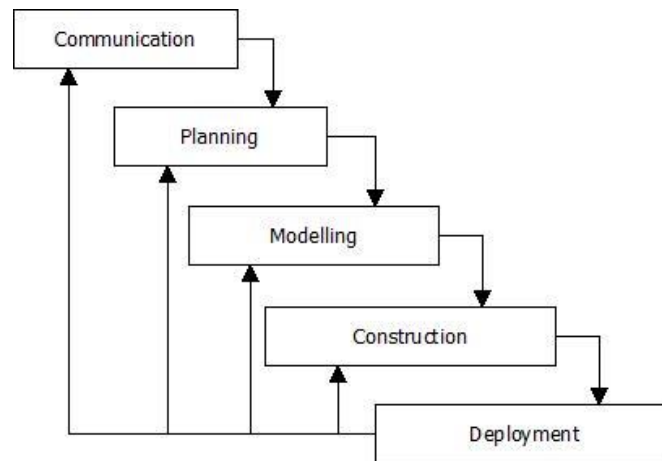 Communication
Planning
Modelling
Construction
Deployment